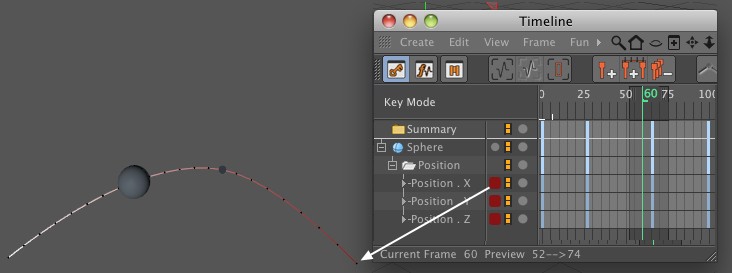 Timeline
Create Edit View Frame Fun
0 25 50 60 75 100
Key Mode
Summary
Sphere
Position
Position . X
Position . Y
Position . Z
Current Frame 60 Preview 52-->74